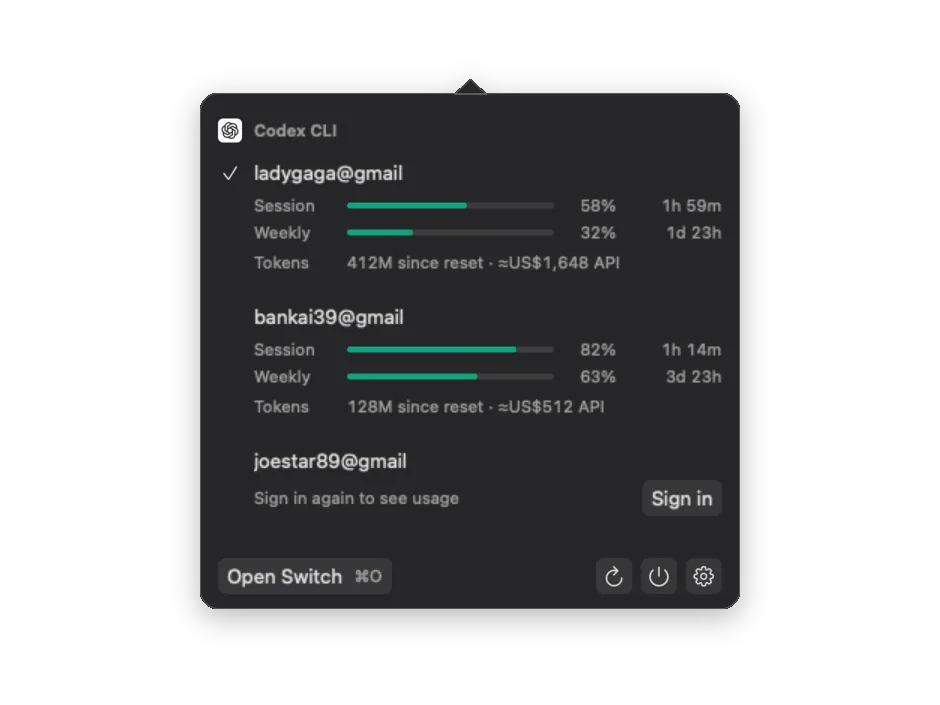 Codex CLI
ladygaga@gmail
Session 58% 1h 59m
Weekly 32% 1d 23h
Tokens 412M since reset · ≈US$1,648 API
bankai39@gmail
Session 82% 1h 14m
Weekly 63% 3d 23h
Tokens 128M since reset · ≈US$512 API
joestar89@gmail
Sign in again to see usage Sign in
Open Switch ⌘O